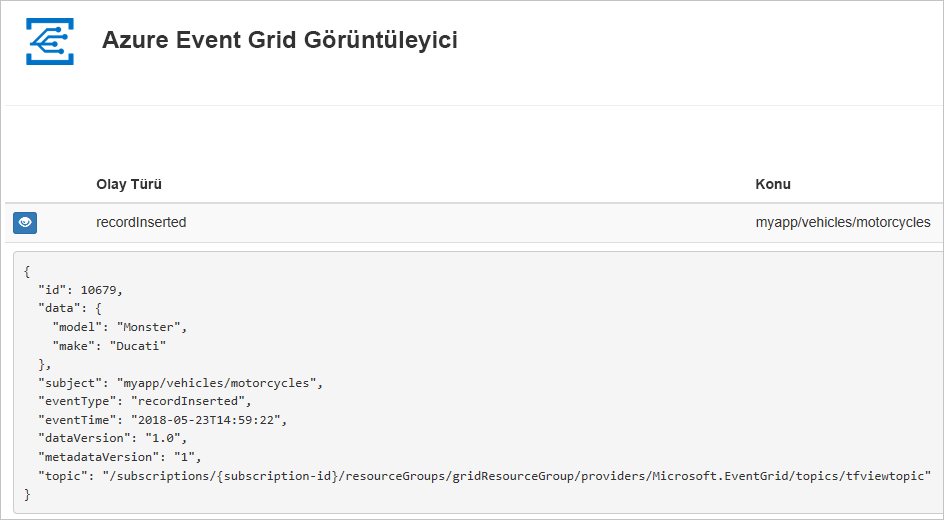 Azure Event Grid Görüntüleyici
Olay Türü Konu
recordInserted myapp/vehicles/motorcycles
{
  "id": 10679,
  "data": {
    "model": "Monster",
    "make": "Ducati"
  },
  "subject": "myapp/vehicles/motorcycles",
  "eventType": "recordInserted",
  "eventTime": "2018-05-23T14:59:22",
  "dataVersion": "1.0",
  "metadataVersion": "1",
  "topic": "/subscriptions/{subscription-id}/resourceGroups/gridResourceGroup/providers/Microsoft.EventGrid/topics/tfviewtopic"
}